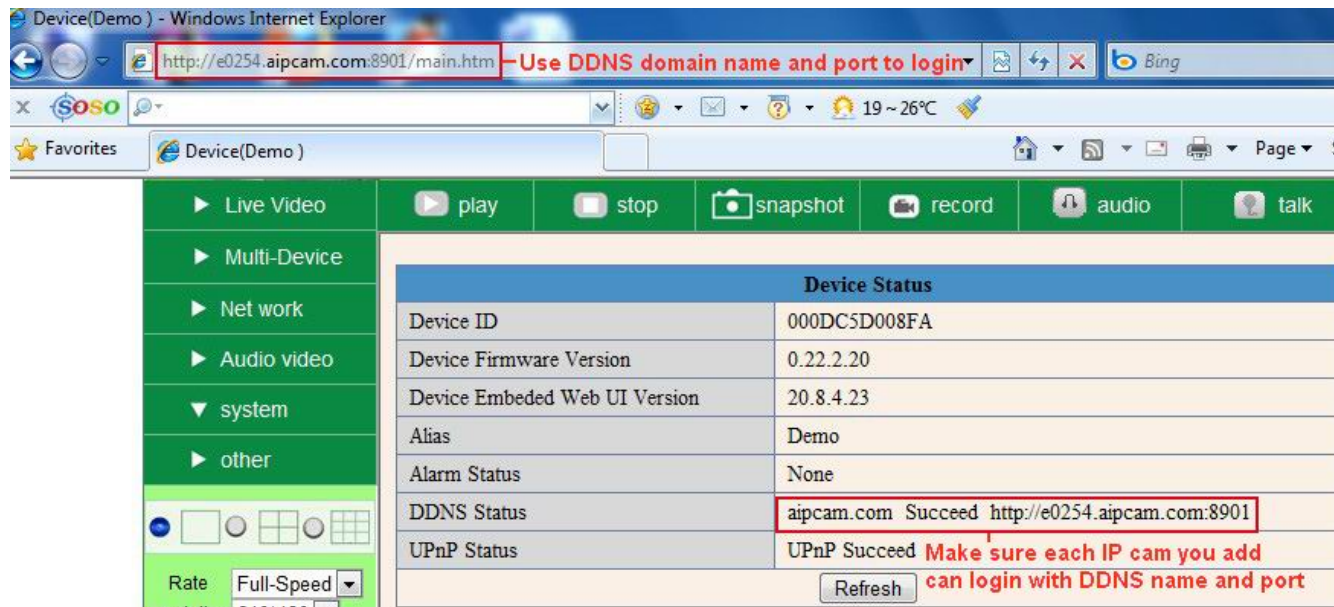 Device(Demo ) - Windows Internet Explorer
http://e0254.aipcam.com:8901/main.htm
Use DDNS domain name and port to login
Bing
x SOSO
19 ~ 26℃
Favorites
Device(Demo )
Page
Live Video
play
stop
snapshot
record
audio
talk
Multi-Device
Net work
Audio video
system
other
Device Status
Device ID 000DC5D008FA
Device Firmware Version 0.22.2.20
Device Embeded Web UI Version 20.8.4.23
Alias Demo
Alarm Status None
DDNS Status aipcam.com Succeed http://e0254.aipcam.com:8901
UPnP Status UPnP Succeed
Make sure each IP cam you add
can login with DDNS name and port
Refresh
Rate Full-Speed